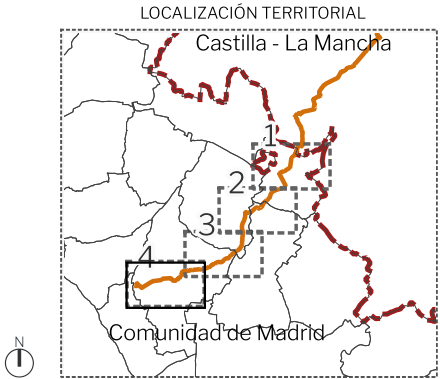 LOCALIZACIÓN TERRITORIAL
Castilla - La Mancha
1
2
3
4
Comunidad de Madrid
N